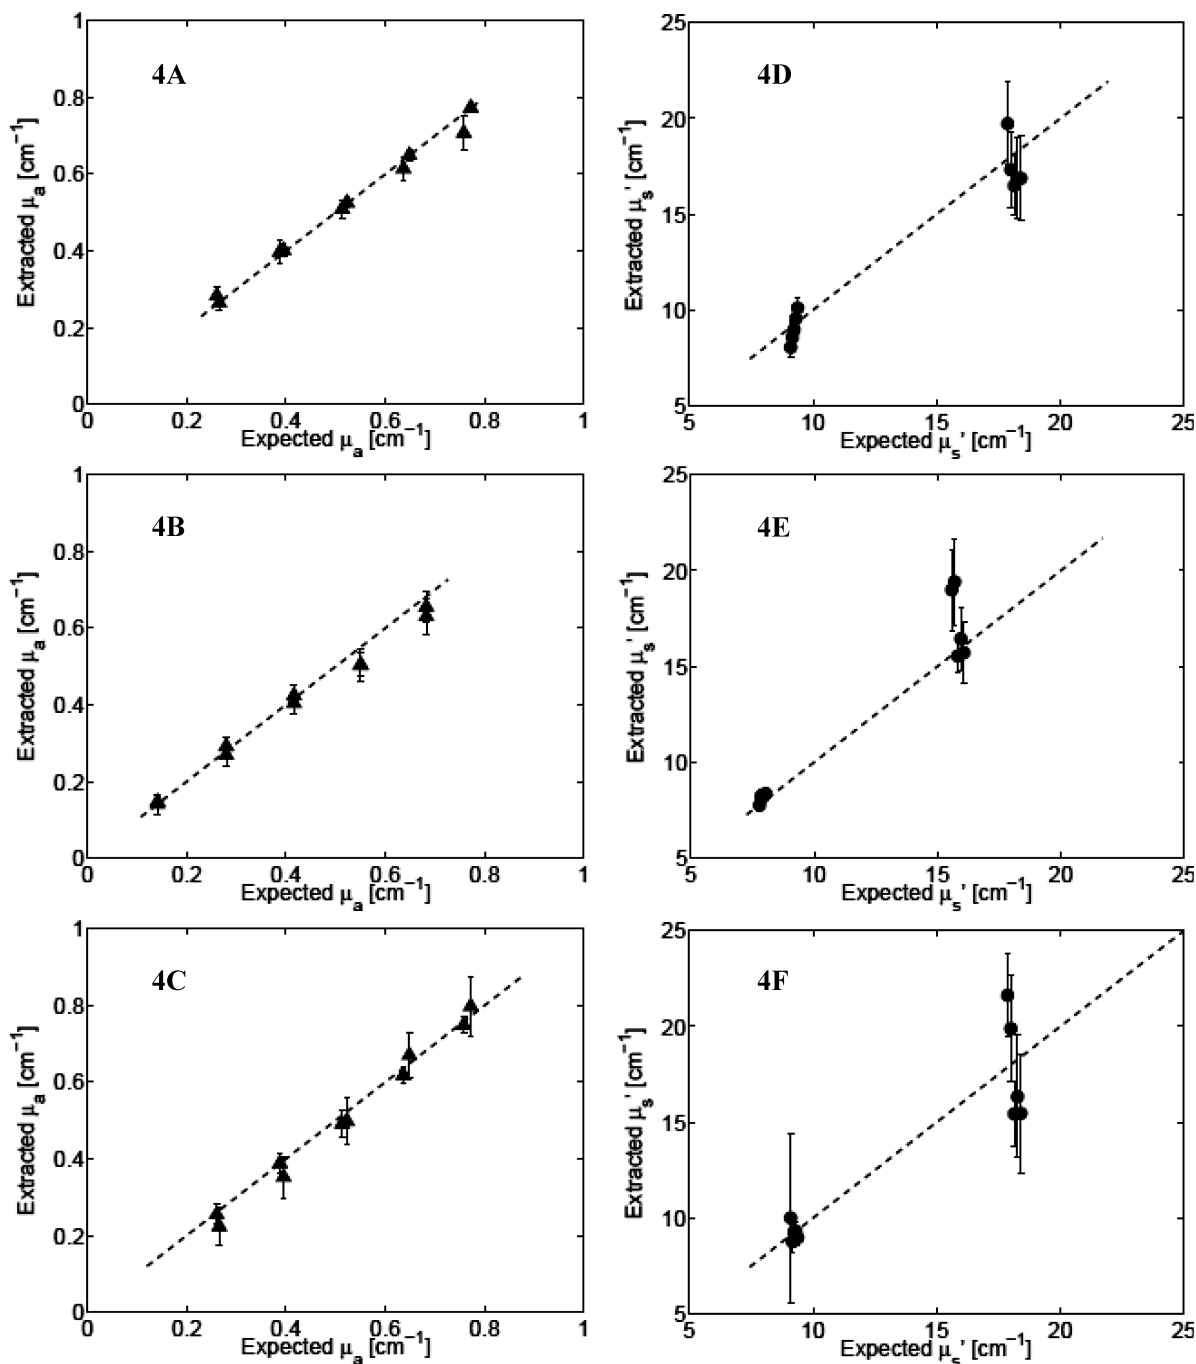 4A
1
0.8
0.6
0.4
0.2
0
Extracted μa [cm−1]
0 0.2 0.4 0.6 0.8 1
Expected μa [cm−1]
4D
25
20
15
10
5
Extracted μs' [cm−1]
5 10 15 20 25
Expected μs' [cm−1]
4B
1
0.8
0.6
0.4
0.2
0
Extracted μa [cm−1]
0 0.2 0.4 0.6 0.8 1
Expected μa [cm−1]
4E
25
20
15
10
5
Extracted μs' [cm−1]
5 10 15 20 25
Expected μs' [cm−1]
4C
1
0.8
0.6
0.4
0.2
0
Extracted μa [cm−1]
0 0.2 0.4 0.6 0.8 1
Expected μa [cm−1]
4F
25
20
15
10
5
Extracted μs' [cm−1]
5 10 15 20 25
Expected μs' [cm−1]